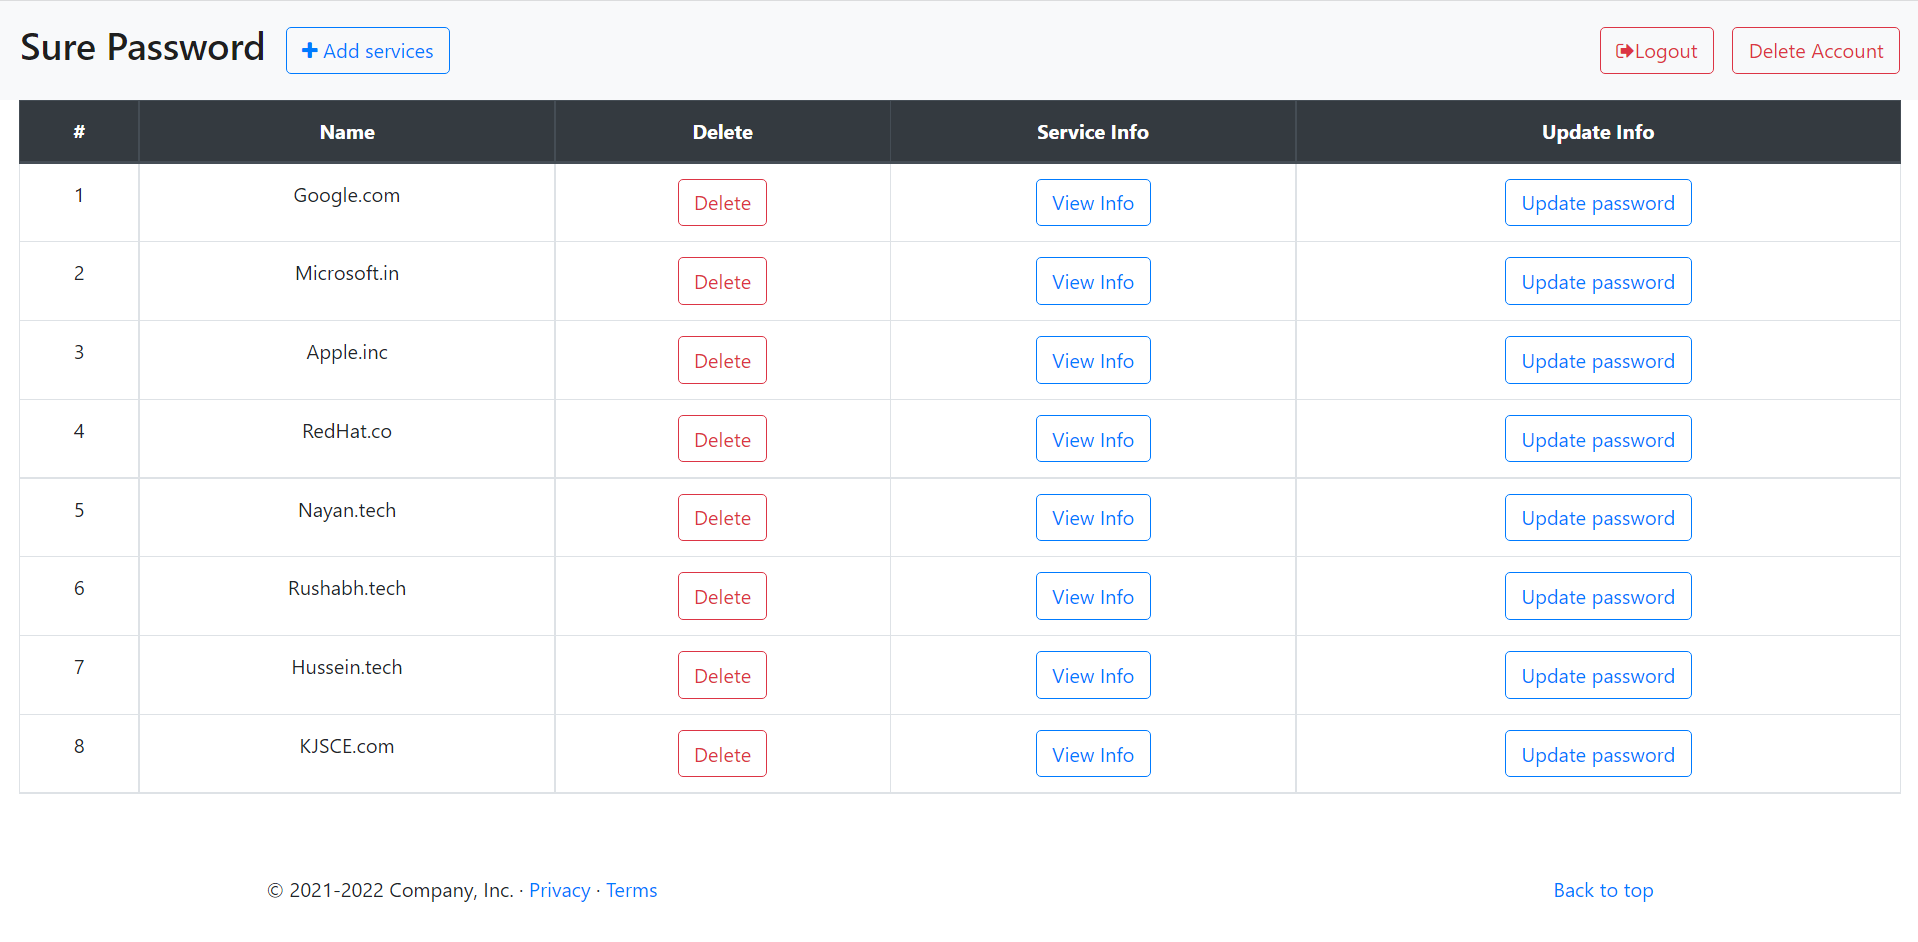 Sure Password Add services Logout Delete Account
# Name Delete Service Info Update Info
1 Google.com Delete View Info Update password
2 Microsoft.in Delete View Info Update password
3 Apple.inc Delete View Info Update password
4 RedHat.co Delete View Info Update password
5 Nayan.tech Delete View Info Update password
6 Rushabh.tech Delete View Info Update password
7 Hussein.tech Delete View Info Update password
8 KJSCE.com Delete View Info Update password
© 2021-2022 Company, Inc. · Privacy · Terms Back to top